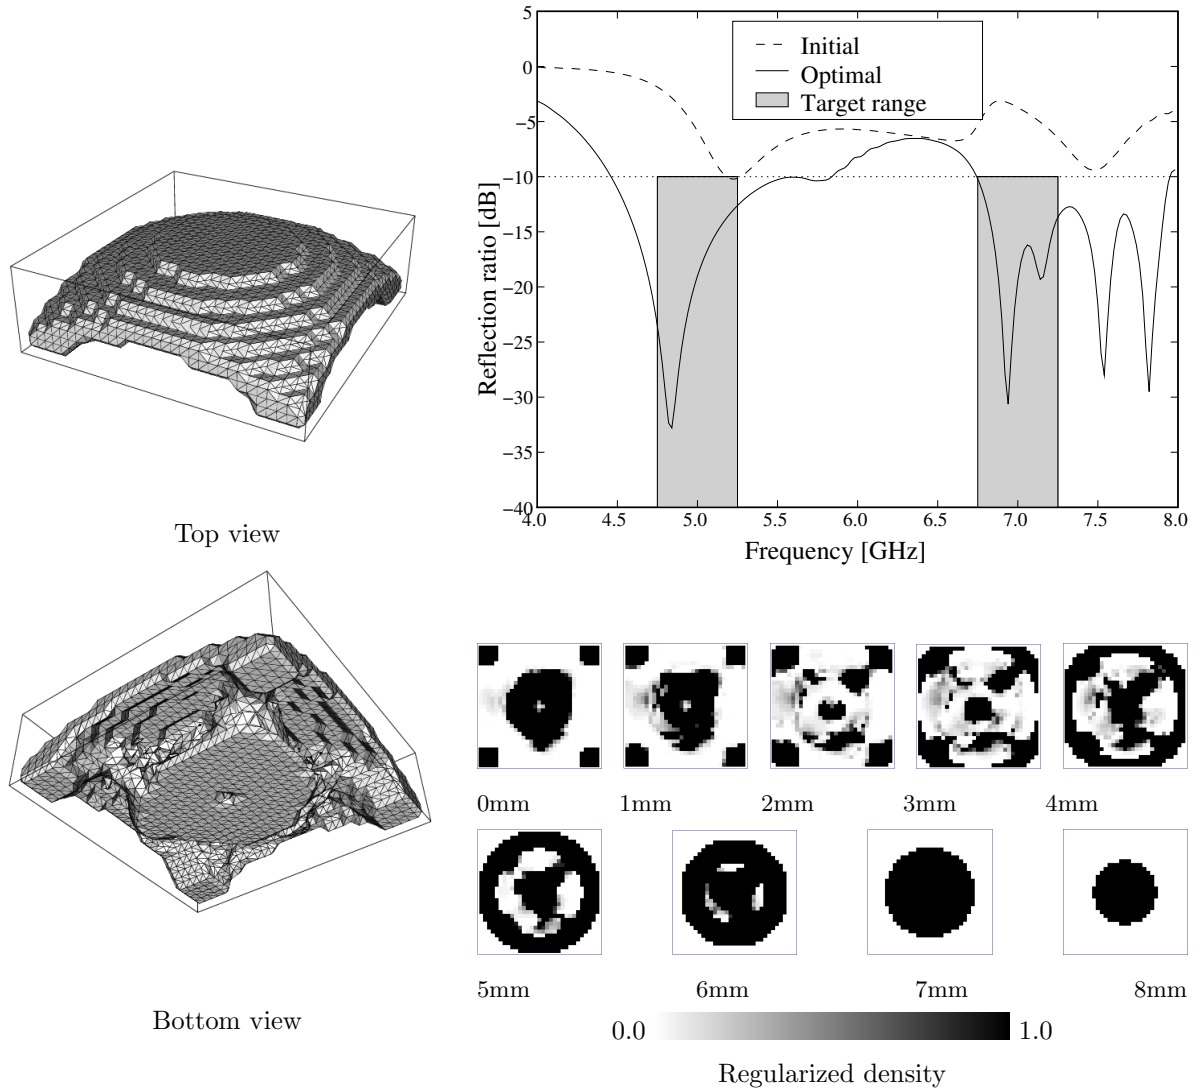 5
0
−5
−10
−15
−20
−25
−30
−35
−40
Reflection ratio [dB]
Initial
Optimal
Target range
4.0 4.5 5.0 5.5 6.0 6.5 7.0 7.5 8.0
Frequency [GHz]
Top view
Bottom view
0mm 1mm 2mm 3mm 4mm
5mm 6mm 7mm 8mm
0.0 1.0
Regularized density